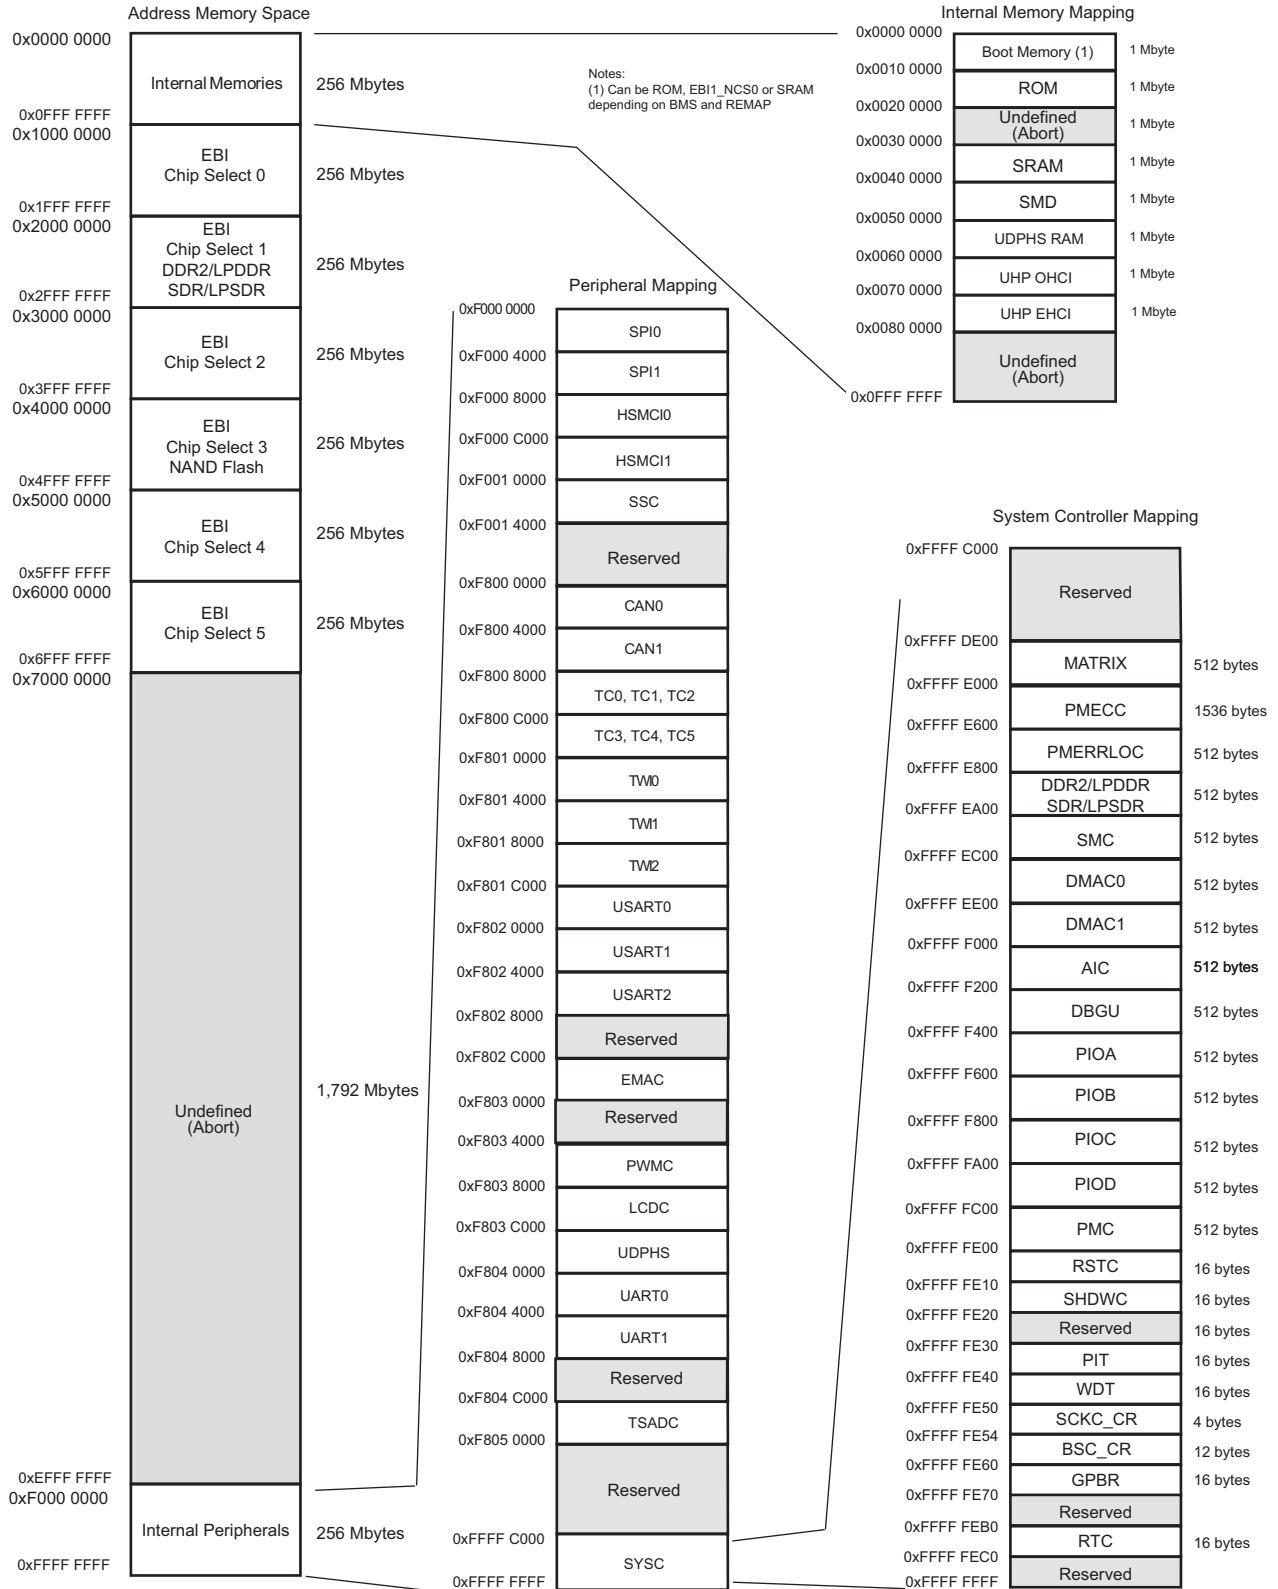 Address Memory Space
0x0000 0000
Internal Memories
256 Mbytes
0x0FFF FFFF
0x1000 0000
EBI
Chip Select 0
256 Mbytes
0x1FFF FFFF
0x2000 0000
EBI
Chip Select 1
DDR2/LPDDR
SDR/LPSDR
256 Mbytes
0x2FFF FFFF
0x3000 0000
EBI
Chip Select 2
256 Mbytes
0x3FFF FFFF
0x4000 0000
EBI
Chip Select 3
NAND Flash
256 Mbytes
0x4FFF FFFF
0x5000 0000
EBI
Chip Select 4
256 Mbytes
0x5FFF FFFF
0x6000 0000
EBI
Chip Select 5
256 Mbytes
0x6FFF FFFF
0x7000 0000
Undefined
(Abort)
1,792 Mbytes
0xEFFF FFFF
0xF000 0000
Internal Peripherals
256 Mbytes
0xFFFF FFFF
Notes:
(1) Can be ROM, EBI1_NCS0 or SRAM
depending on BMS and REMAP
Peripheral Mapping
0xF000 0000
SPI0
0xF000 4000
SPI1
0xF000 8000
HSMCI0
0xF000 C000
HSMCI1
0xF001 0000
SSC
0xF001 4000
Reserved
0xF800 0000
CAN0
0xF800 4000
CAN1
0xF800 8000
TC0, TC1, TC2
0xF800 C000
TC3, TC4, TC5
0xF801 0000
TWI0
0xF801 4000
TWI1
0xF801 8000
TWI2
0xF801 C000
USART0
0xF802 0000
USART1
0xF802 4000
USART2
0xF802 8000
Reserved
0xF802 C000
EMAC
0xF803 0000
Reserved
0xF803 4000
PWMC
0xF803 8000
LCDC
0xF803 C000
UDPHS
0xF804 0000
UART0
0xF804 4000
UART1
0xF804 8000
Reserved
0xF804 C000
TSADC
0xF805 0000
Reserved
0xFFFF C000
SYSC
0xFFFF FFFF
Internal Memory Mapping
0x0000 0000
Boot Memory (1)
1 Mbyte
0x0010 0000
ROM
1 Mbyte
0x0020 0000
Undefined
(Abort)
1 Mbyte
0x0030 0000
SRAM
1 Mbyte
0x0040 0000
SMD
1 Mbyte
0x0050 0000
UDPHS RAM
1 Mbyte
0x0060 0000
UHP OHCI
1 Mbyte
0x0070 0000
UHP EHCI
1 Mbyte
0x0080 0000
Undefined
(Abort)
0x0FFF FFFF
System Controller Mapping
0xFFFF C000
Reserved
0xFFFF DE00
MATRIX
512 bytes
0xFFFF E000
PMECC
1536 bytes
0xFFFF E600
PMERRLOC
512 bytes
0xFFFF E800
DDR2/LPDDR
SDR/LPSDR
512 bytes
0xFFFF EA00
SMC
512 bytes
0xFFFF EC00
DMAC0
512 bytes
0xFFFF EE00
DMAC1
512 bytes
0xFFFF F000
AIC
512 bytes
0xFFFF F200
DBGU
512 bytes
0xFFFF F400
PIOA
512 bytes
0xFFFF F600
PIOB
512 bytes
0xFFFF F800
PIOC
512 bytes
0xFFFF FA00
PIOD
512 bytes
0xFFFF FC00
PMC
512 bytes
0xFFFF FE00
RSTC
16 bytes
0xFFFF FE10
SHDWC
16 bytes
0xFFFF FE20
Reserved
16 bytes
0xFFFF FE30
PIT
16 bytes
0xFFFF FE40
WDT
16 bytes
0xFFFF FE50
SCKC_CR
4 bytes
0xFFFF FE54
BSC_CR
12 bytes
0xFFFF FE60
GPBR
16 bytes
0xFFFF FE70
Reserved
0xFFFF FEB0
RTC
16 bytes
0xFFFF FEC0
Reserved
0xFFFF FFFF